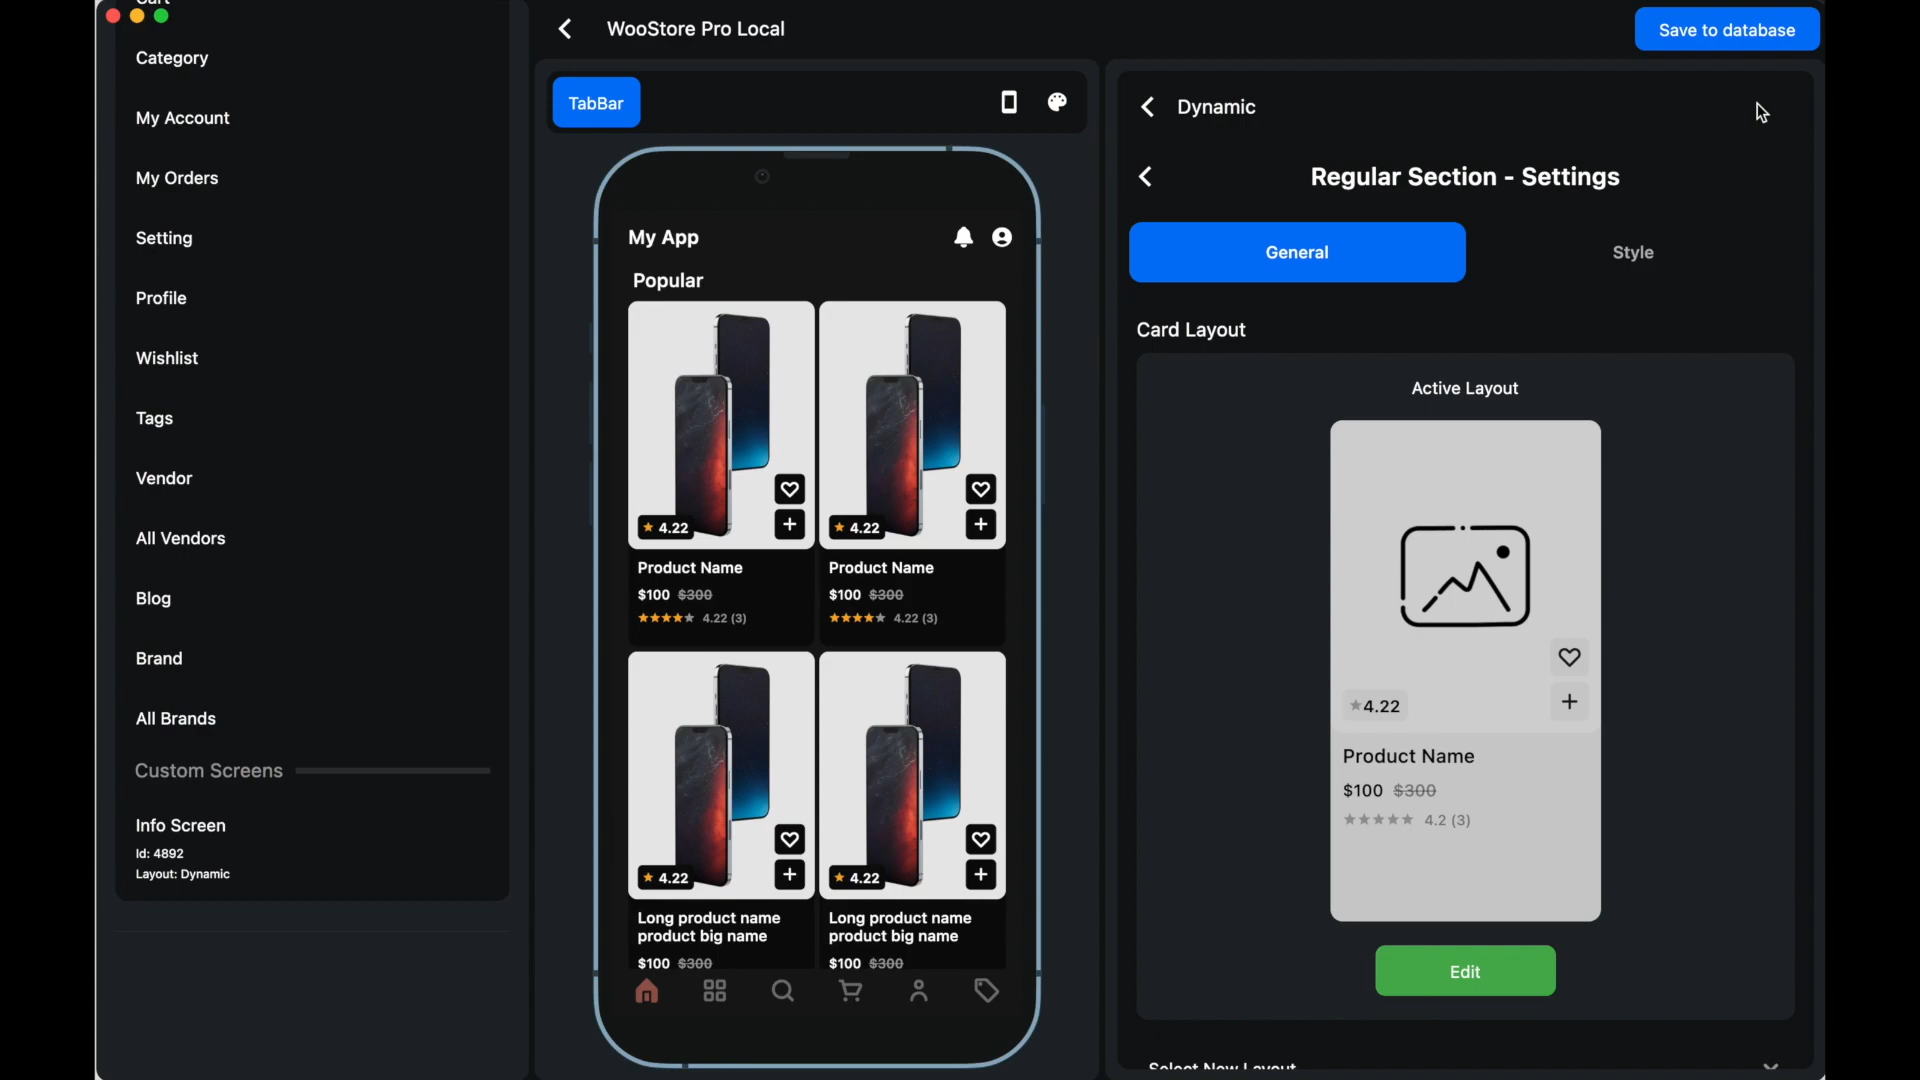 Cart
Category
My Account
My Orders
Setting
Profile
Wishlist
Tags
Vendor
All Vendors
Blog
Brand
All Brands
Custom Screens
Info Screen
Id: 4892
Layout: Dynamic
WooStore Pro Local
Save to database
TabBar
My App
Popular
4.22
4.22
Product Name
$100 $300
4.22 (3)
Product Name
$100 $300
4.22 (3)
4.22
4.22
Long product name
product big name
$100 $300
Long product name
product big name
$100 $300
Dynamic
Regular Section - Settings
General
Style
Card Layout
Active Layout
4.22
Product Name
$100 $300
4.2 (3)
Edit
Select New Layout